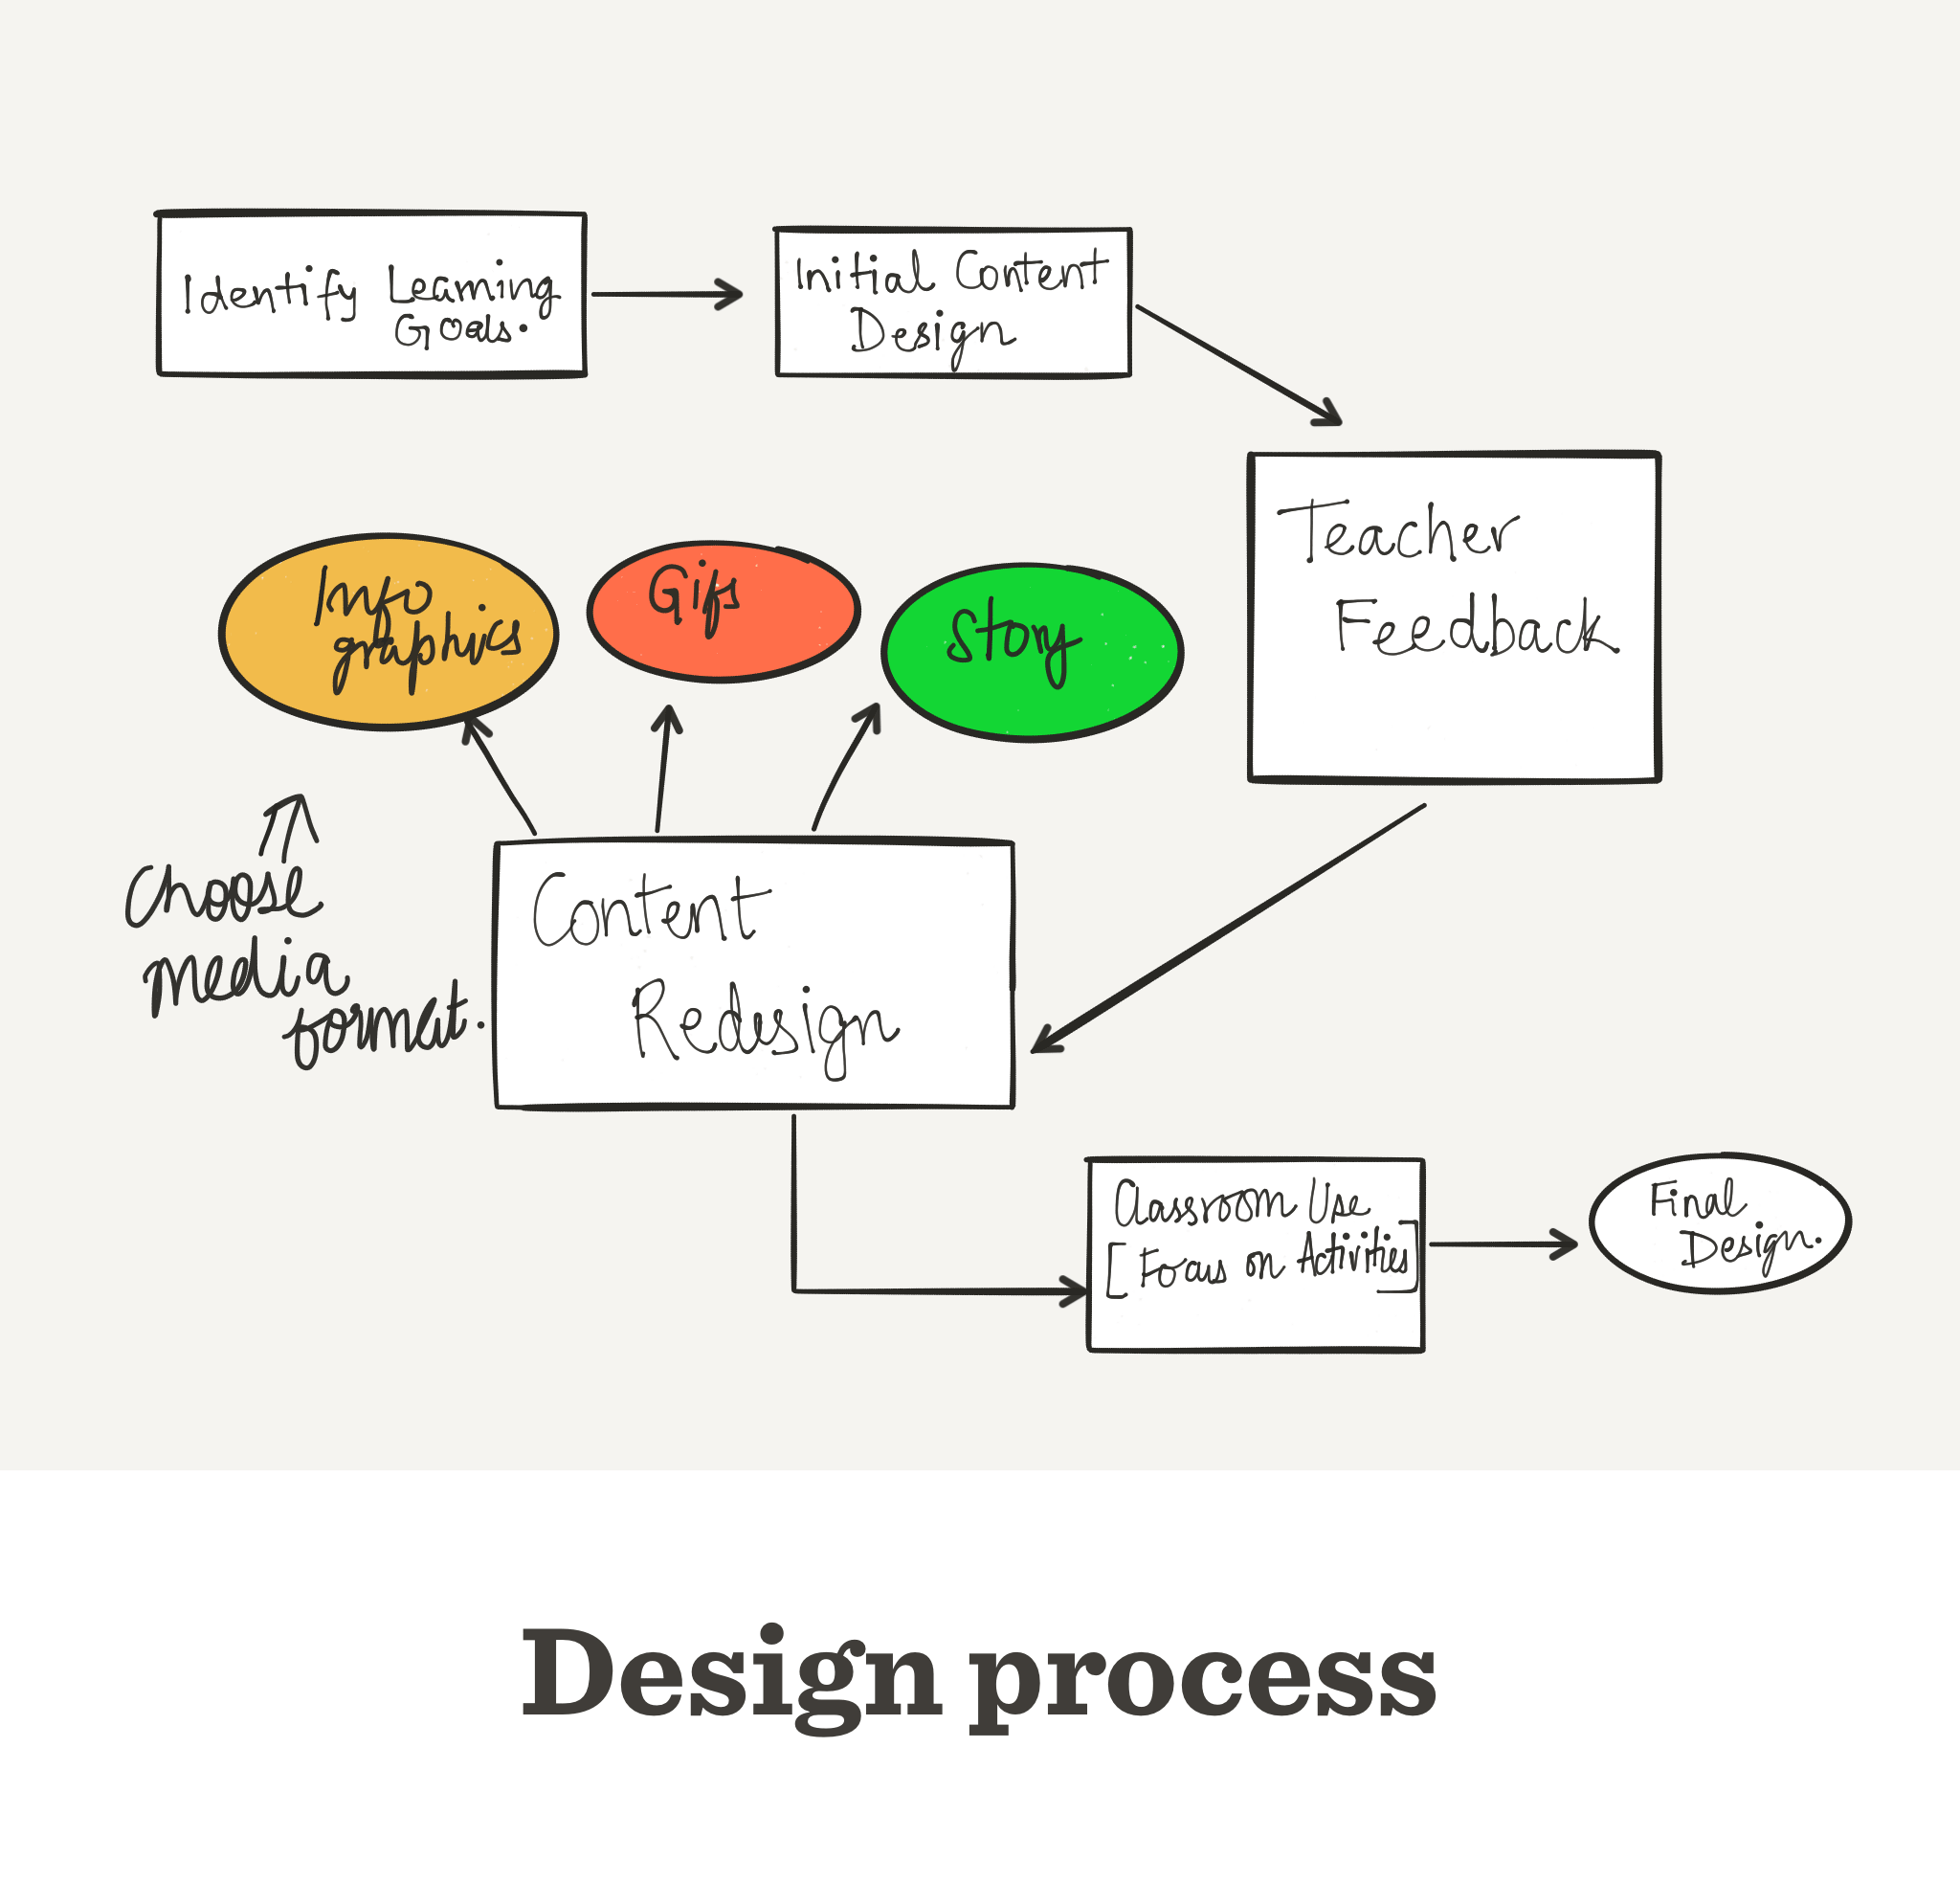 Identify Learning
Goals.
Initial Content
Design
Teacher
Feedback
Info
graphics
Gifs
Story
Choose
media
format.
Content
Redesign
Classroom Use
[Focus on Activities]
Final
Design.
Design process